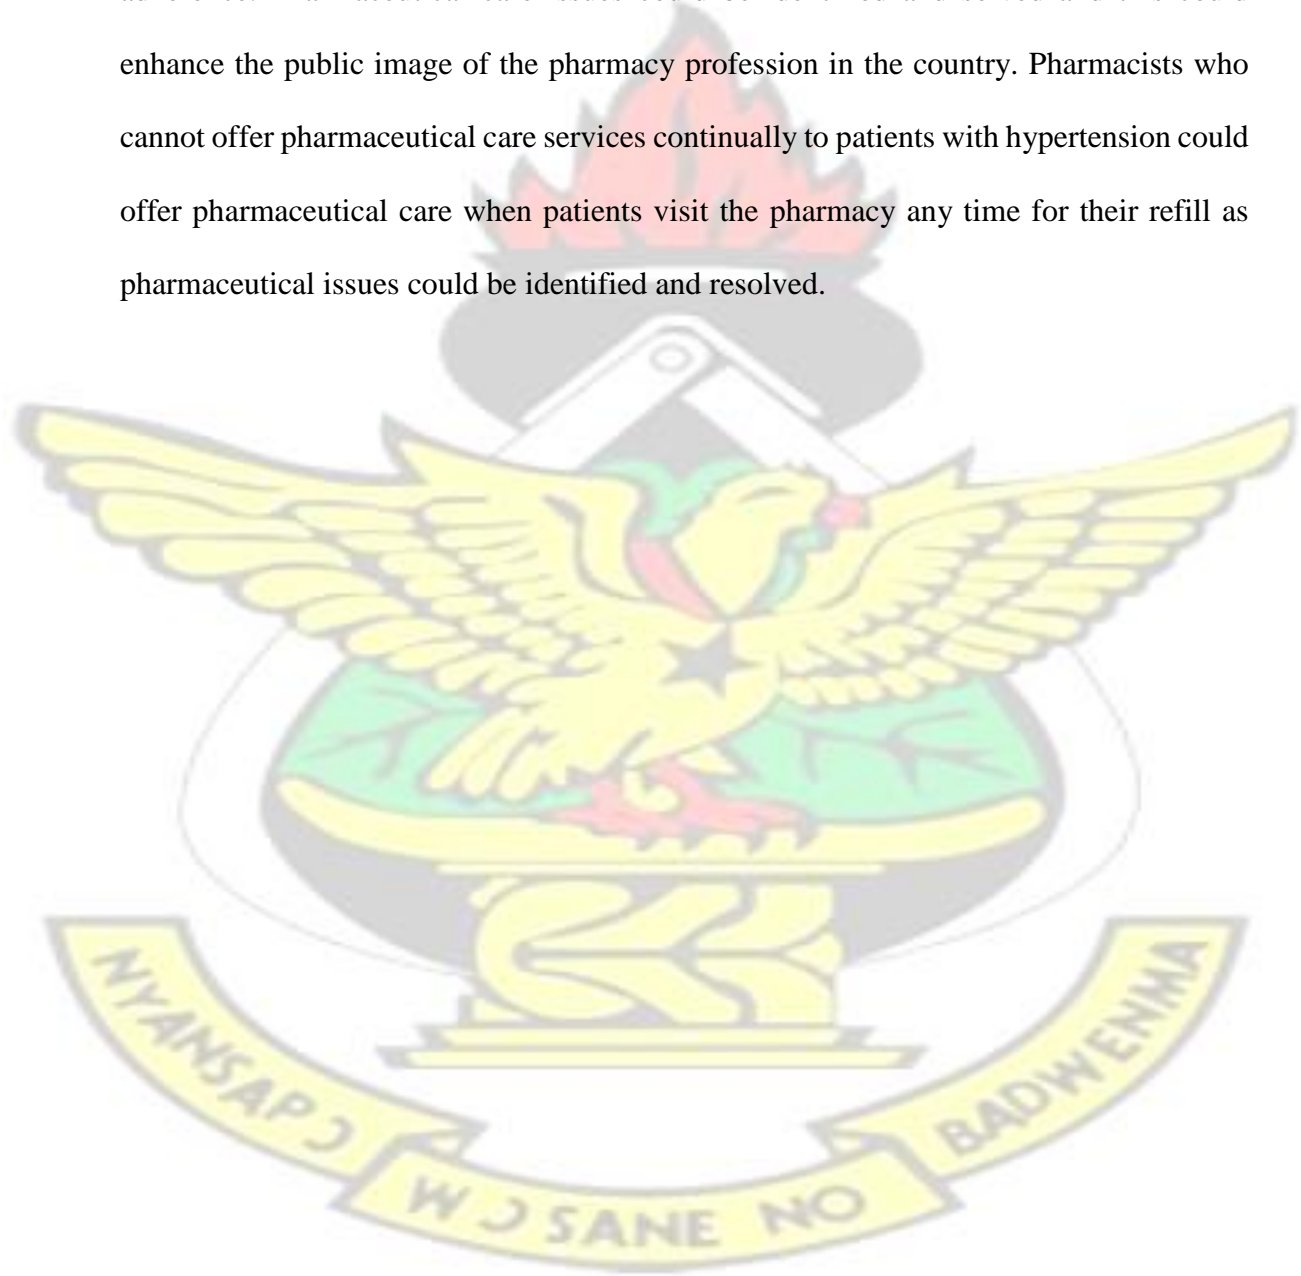 enhance the public image of the pharmacy profession in the country. Pharmacists who
cannot offer pharmaceutical care services continually to patients with hypertension could
offer pharmaceutical care when patients visit the pharmacy any time for their refill as
pharmaceutical issues could be identified and resolved.
NYANSAPƆ
WƆSANE NO
BADWENMA